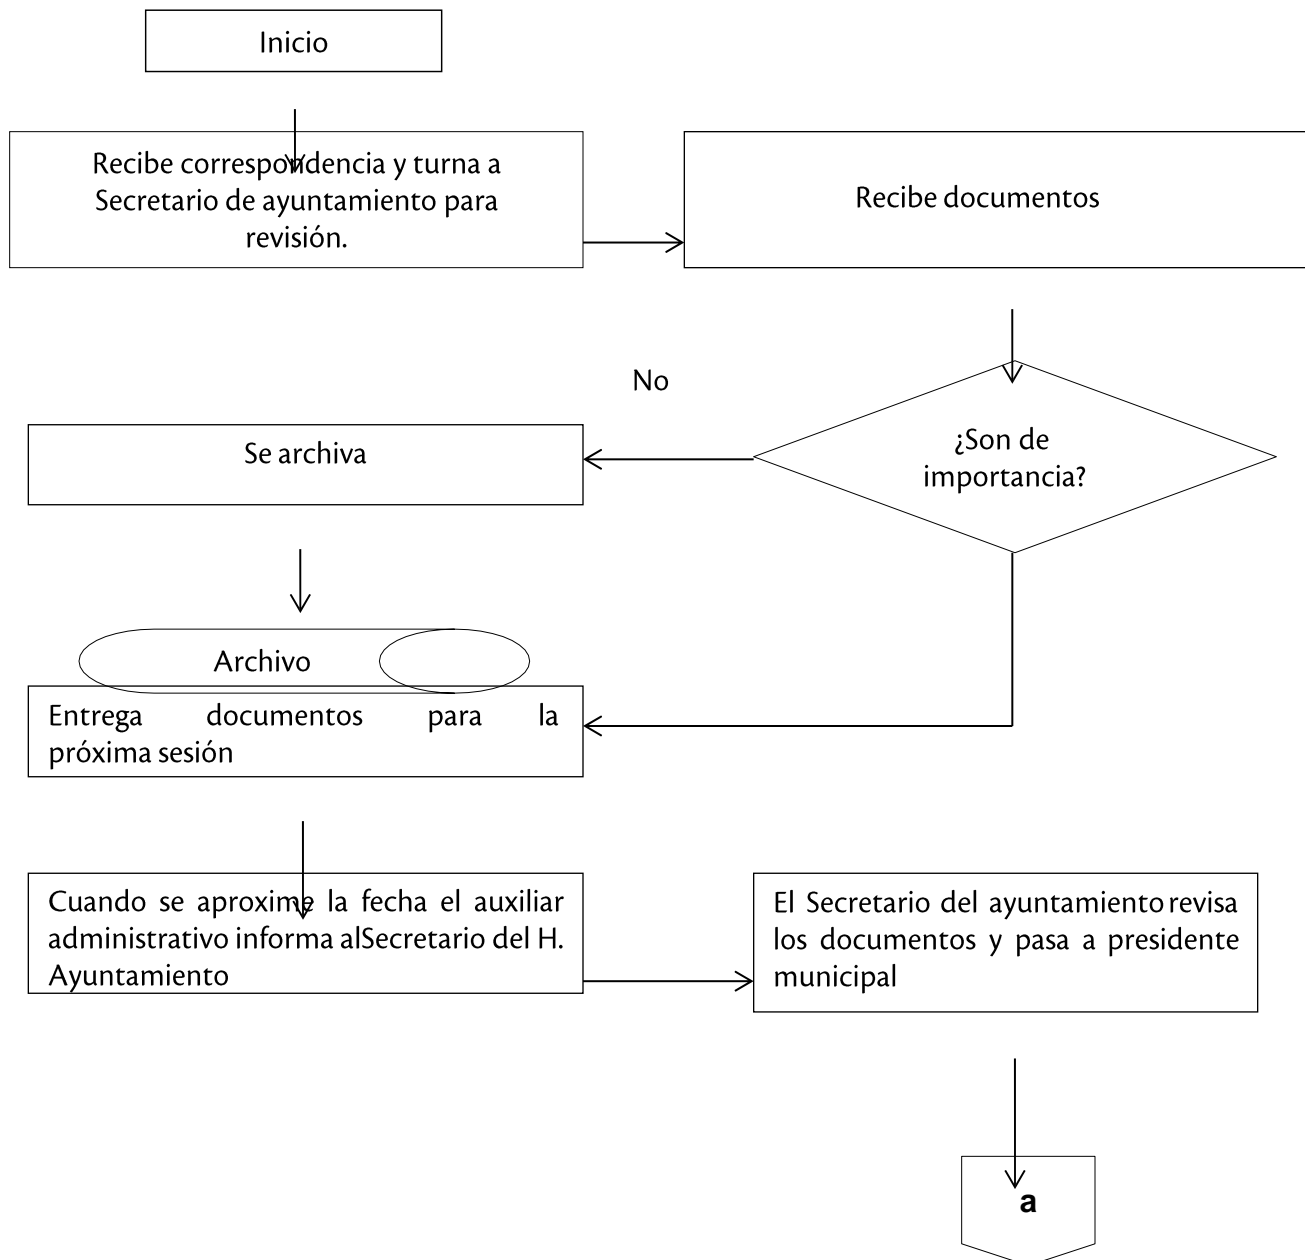 Inicio
Recibe correspondencia y turna a
Secretario de ayuntamiento para
revisión.
Recibe documentos
No
¿Son de
importancia?
Se archiva
Archivo
Entrega documentos para la
próxima sesión
Cuando se aproxime la fecha el auxiliar
administrativo informa alSecretario del H.
Ayuntamiento
El Secretario del ayuntamiento revisa
los documentos y pasa a presidente
municipal
a